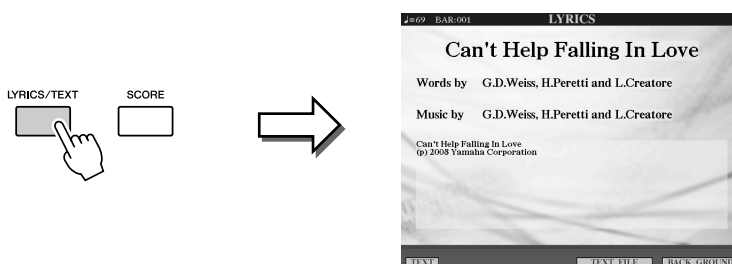 LYRICS/TEXT SCORE
♩=69 BAR:001 LYRICS
Can't Help Falling In Love
Words by G.D.Weiss, H.Peretti and L.Creatore
Music by G.D.Weiss, H.Peretti and L.Creatore
Can't Help Falling In Love
(p) 2008 Yamaha Corporation
TEXT TEXT FILE BACK GROUND